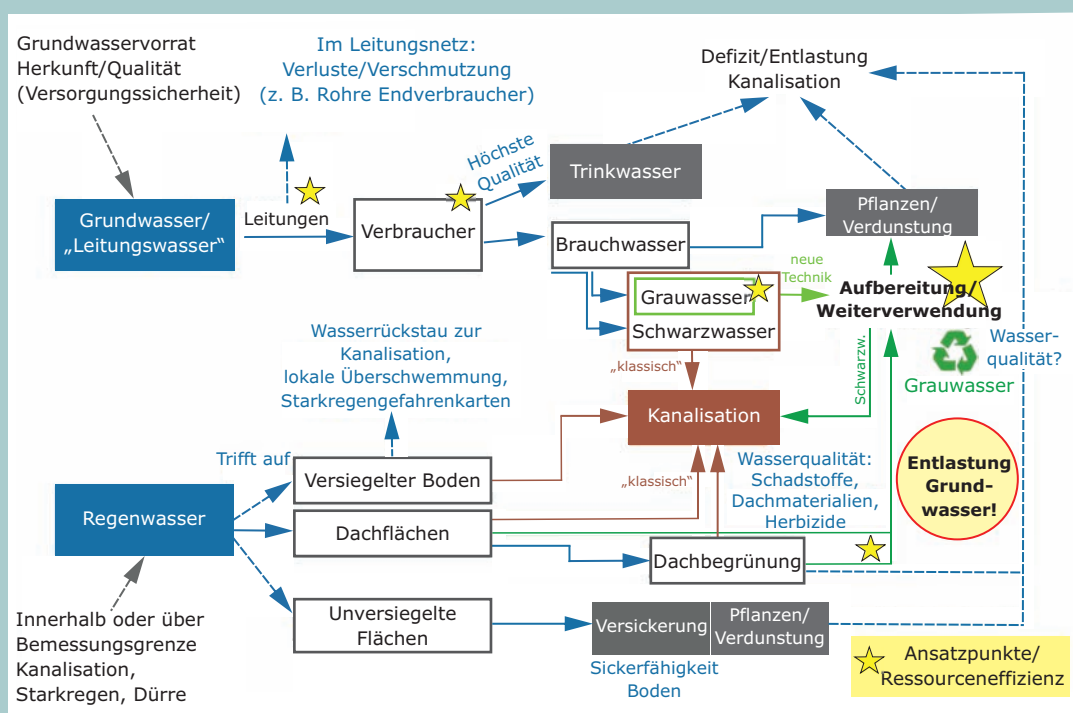 Grundwasservorrat
Herkunft/Qualität
(Versorgungssicherheit)
Im Leitungsnetz:
Verluste/Verschmutzung
(z. B. Rohre Endverbraucher)
Defizit/Entlastung
Kanalisation
Höchste
Qualität
Trinkwasser
Grundwasser/
„Leitungswasser“
Leitungen
Verbraucher
Brauchwasser
Pflanzen/
Verdunstung
neue
Technik
Grauwasser
Schwarzwasser
Aufbereitung/
Weiterverwendung
Wasser-
qualität?
Schwarzw.
Grauwasser
Wasserrückstau zur
Kanalisation,
lokale Überschwemmung,
Starkregengefahrenkarten
„klassisch“
Kanalisation
Trifft auf
Versiegelter Boden
„klassisch“
Wasserqualität:
Schadstoffe,
Dachmaterialien,
Herbizide
Entlastung
Grund-
wasser!
Regenwasser
Dachflächen
Dachbegrünung
Innerhalb oder über
Bemessungsgrenze
Kanalisation,
Starkregen, Dürre
Unversiegelte
Flächen
Versickerung
Pflanzen/
Verdunstung
Sickerfähigkeit
Boden
Ansatzpunkte/
Ressourceneffizienz